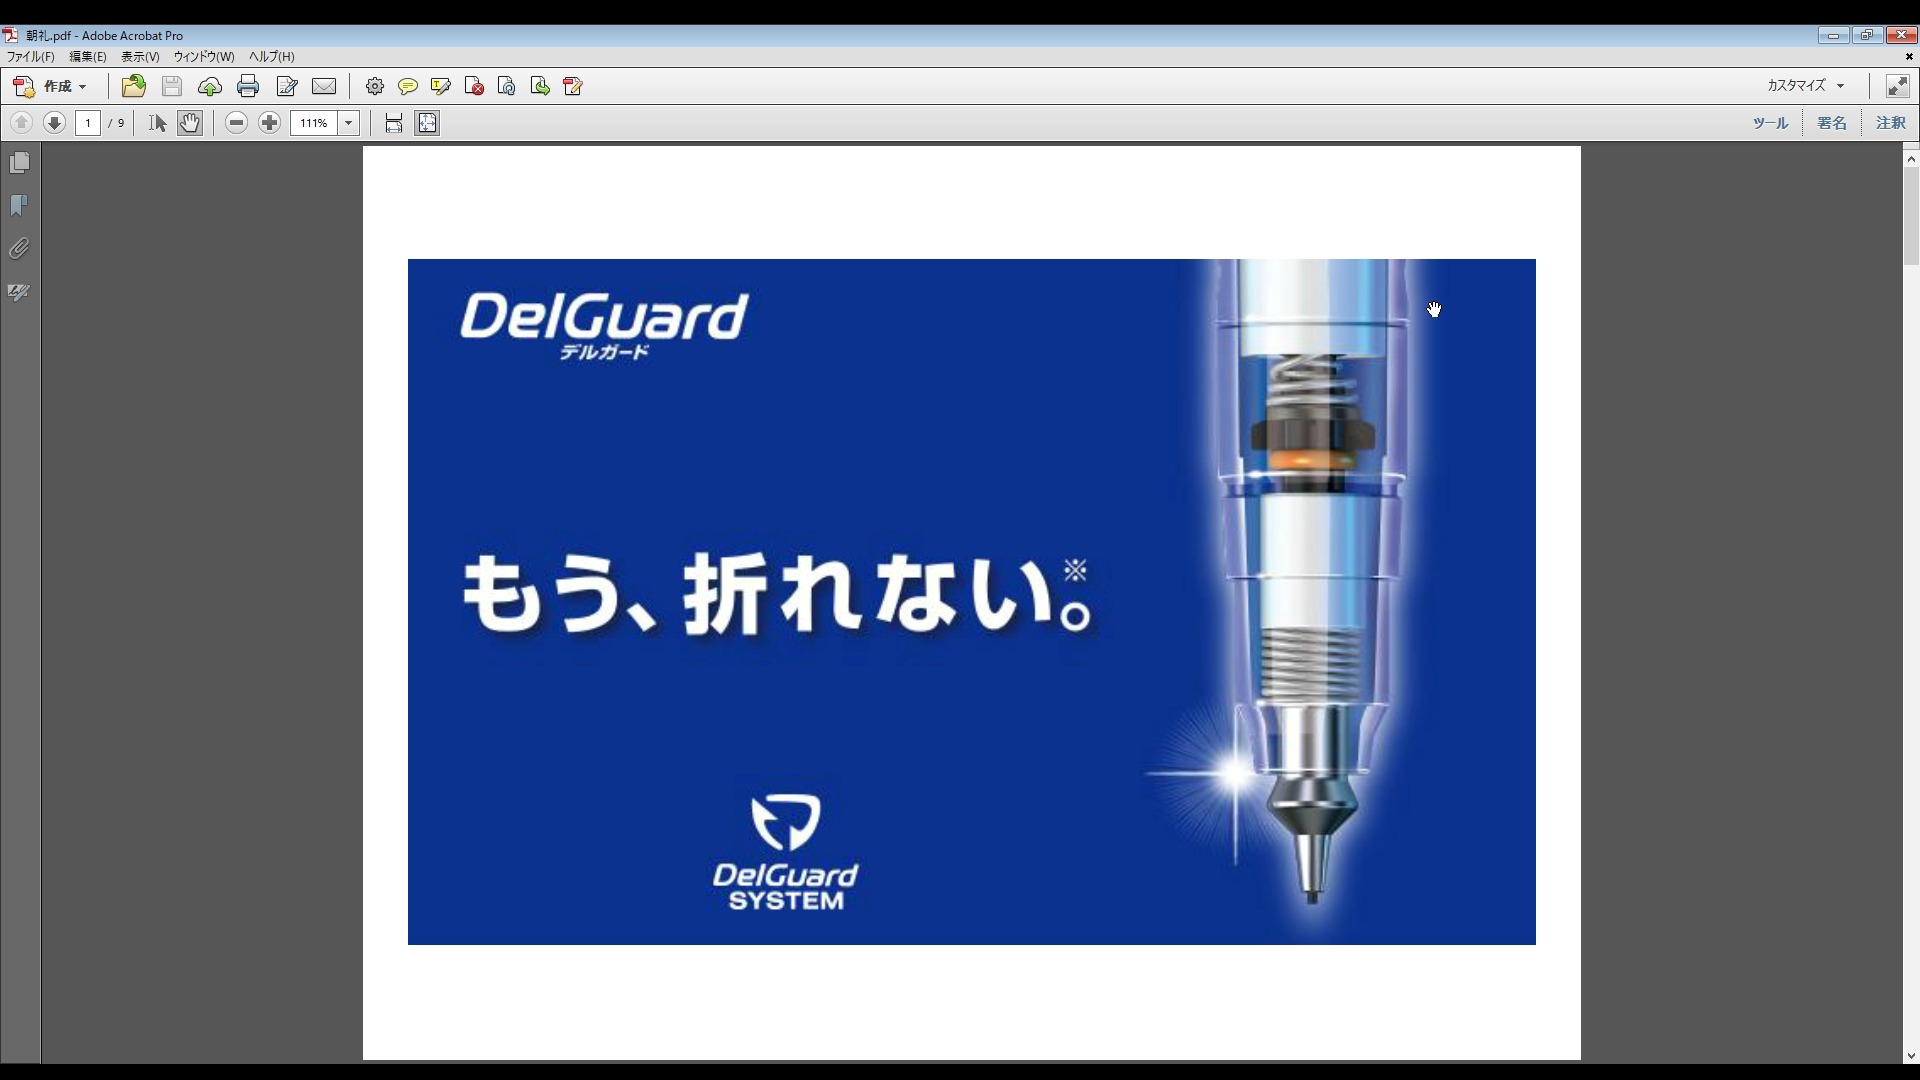 朝礼.pdf - Adobe Acrobat Pro
ファイル(F) 編集(E) 表示(V) ウィンドウ(W) ヘルプ(H)
作成
カスタマイズ
1 / 9
111%
ツール 署名 注釈
DelGuard
デルガード
もう、折れない。※
DelGuard
SYSTEM